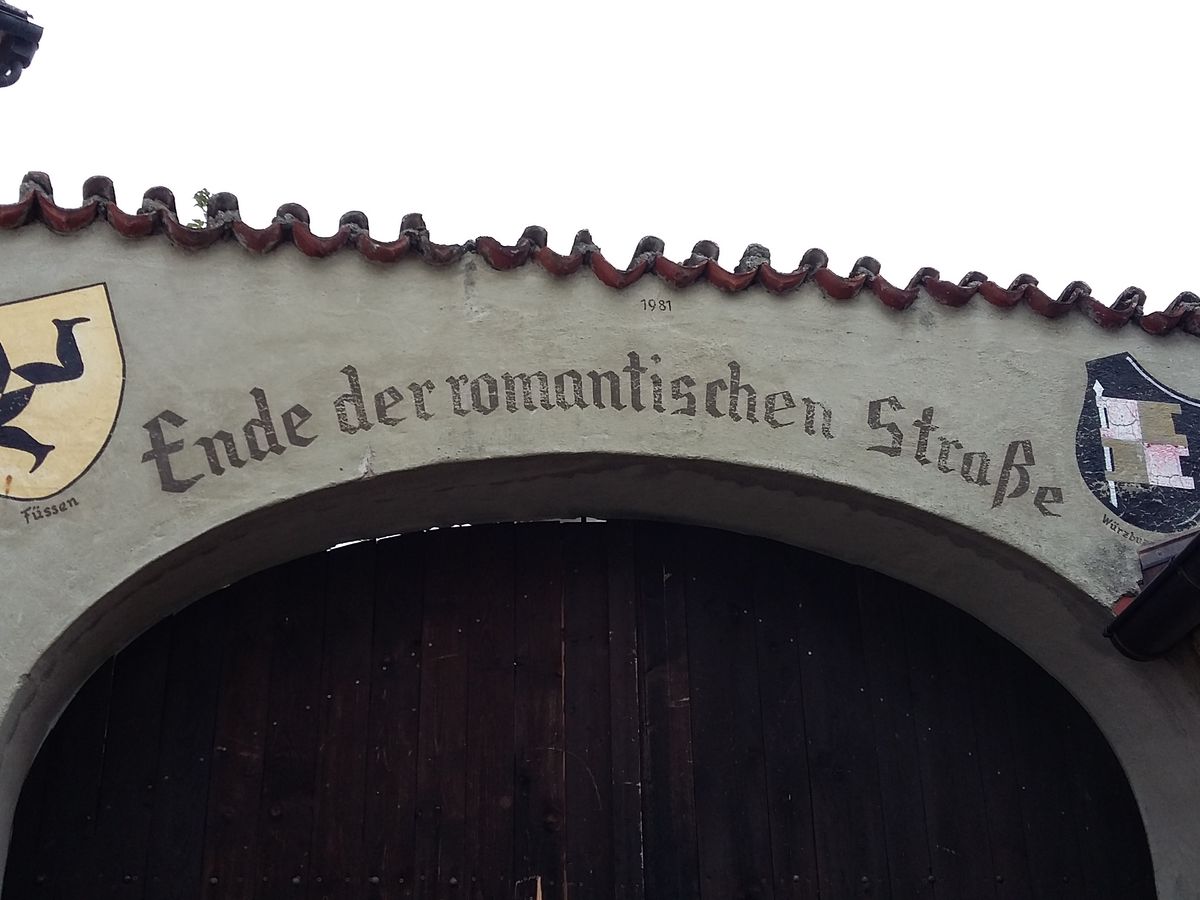 1981
Ende der romantischen Straße
Füssen